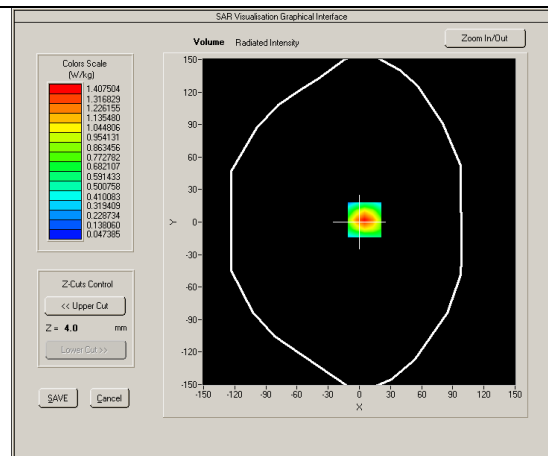 SAR Visualisation Graphical Interface
Volume Radiated Intensity
Zoom In/Out
Colors Scale
(W/kg)
1.407504
1.316829
1.226155
1.135480
1.044806
0.954131
0.863456
0.772782
0.682107
0.591433
0.500758
0.410083
0.319409
0.228734
0.138060
0.047385
Z-Cuts Control
<< Upper Cut
Z = 4.0 mm
Lower Cut >>
SAVE Cancel
150
120
90
60
30
0
-30
-60
-90
-120
-150
Y
-150 -120 -90 -60 -30 0 30 60 90 120 150
X